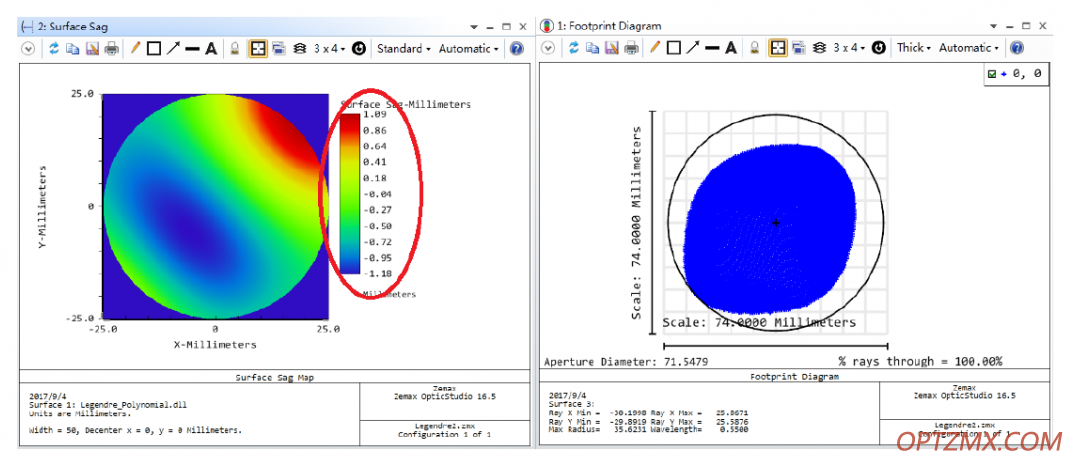 2: Surface Sag
3 x 4 Standard Automatic
25.0
Surface Sag-Millimeters
1.09
0.86
0.64
0.41
0.18
-0.04
-0.27
-0.50
-0.72
-0.95
-1.18
Millimeters
Y-Millimeters
0
-25.0
-25.0 0 25.0
X-Millimeters
Surface Sag Map
2017/9/4
Surface 1: Legendre_Polynomial.dll
Units are Millimeters.
Width = 50, Decenter x = 0, y = 0 Millimeters.
Zemax
Zemax OpticStudio 16.5
Legendre2.zmx
Configuration 1 of 1
1: Footprint Diagram
3 x 4 Thick Automatic
0, 0
Scale: 74.0000 Millimeters
Scale: 74.0000 Millimeters
Aperture Diameter: 71.5479 % rays through = 100.00%
Footprint Diagram
2017/9/4
Surface 3:
Ray X Min = -30.1998 Ray X Max = 25.8671
Ray Y Min = -29.8919 Ray Y Max = 25.5876
Max Radius= 35.6231 Wavelength= 0.5500
Zemax
Zemax OpticStudio 16.5
Legendre2.zmx
Configuration 1 of 1
OPTZMX.COM